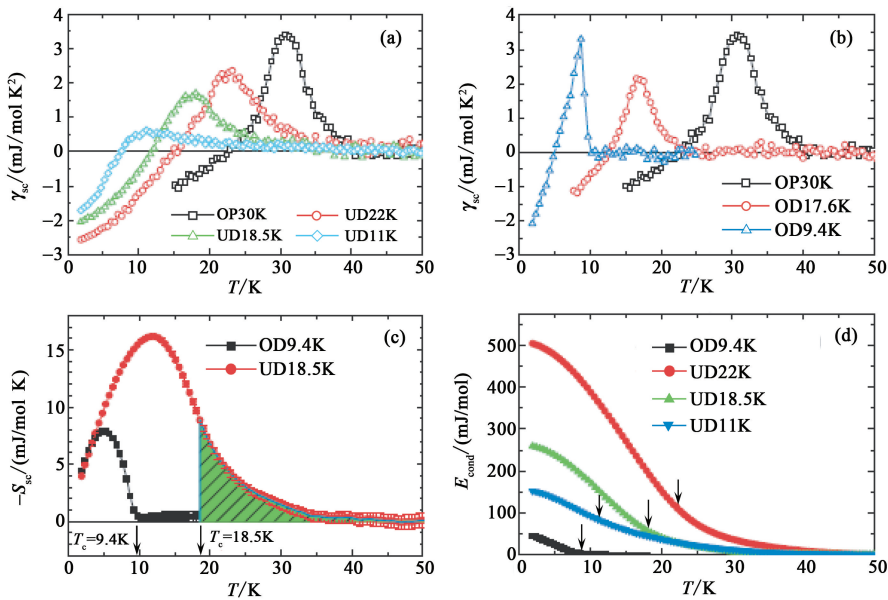 (a)
γsc/(mJ/mol K²)
4
3
2
1
0
−1
−2
−3
OP30K
UD22K
UD18.5K
UD11K
0 10 20 30 40 50
T/K
(b)
γsc/(mJ/mol K²)
4
3
2
1
0
−1
−2
−3
OP30K
OD17.6K
OD9.4K
0 10 20 30 40 50
T/K
(c)
−Ssc/(mJ/mol K)
15
10
5
0
OD9.4K
UD18.5K
Tc=9.4K
Tc=18.5K
0 10 20 30 40 50
T/K
(d)
Econd/(mJ/mol)
500
400
300
200
100
0
OD9.4K
UD22K
UD18.5K
UD11K
0 10 20 30 40 50
T/K